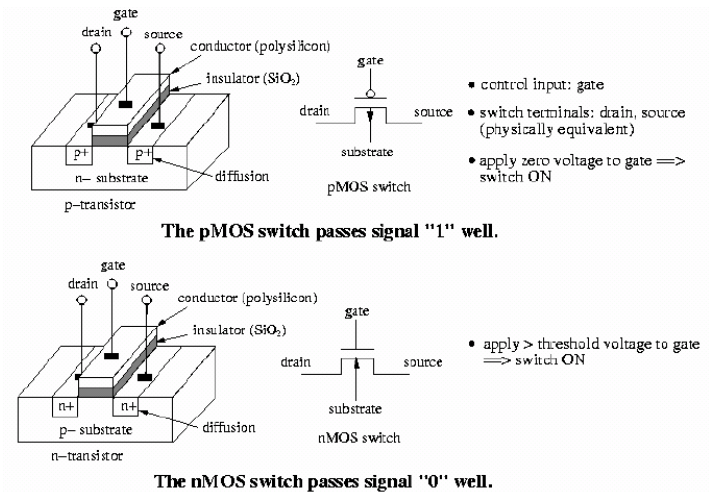 gate
drain
source
conductor (polysilicon)
insulator (SiO₂)
p+
p+
n− substrate
diffusion
p−transistor
gate
drain
source
substrate
pMOS switch
• control input: gate
• switch terminals: drain, source
(physically equivalent)
• apply zero voltage to gate ==>
switch ON
The pMOS switch passes signal "1" well.
gate
drain
source
conductor (polysilicon)
insulator (SiO₂)
n+
n+
p− substrate
diffusion
n−transistor
gate
drain
source
substrate
nMOS switch
• apply > threshold voltage to gate
==> switch ON
The nMOS switch passes signal "0" well.